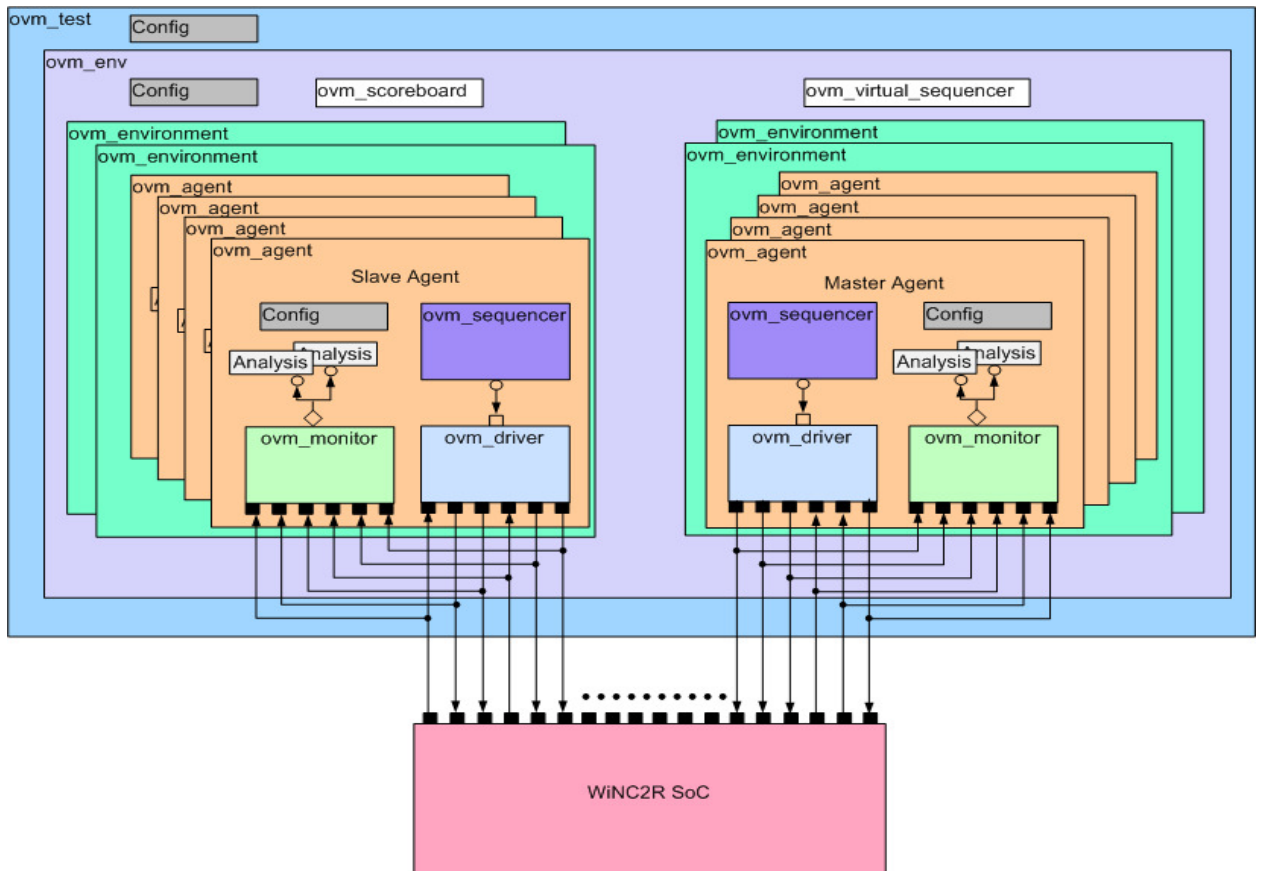 ovm_test
Config
ovm_env
Config
ovm_scoreboard
ovm_virtual_sequencer
ovm_environment
ovm_environment
ovm_agent
ovm_agent
ovm_agent
ovm_agent
Slave Agent
Config
ovm_sequencer
Analysis
Analysis
ovm_monitor
ovm_driver
ovm_environment
ovm_environment
ovm_agent
ovm_agent
ovm_agent
ovm_agent
Master Agent
ovm_sequencer
Config
Analysis
Analysis
ovm_driver
ovm_monitor
WiNC2R SoC